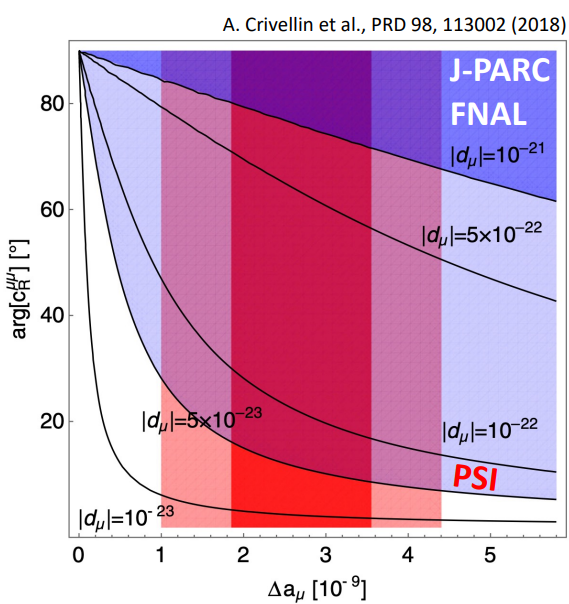 A. Crivellin et al., PRD 98, 113002 (2018)
J-PARC
FNAL
|dμ|=10⁻²¹
|dμ|=5×10⁻²²
|dμ|=5×10⁻²³
|dμ|=10⁻²²
PSI
|dμ|=10⁻²³
arg[c_R^μμ] [°]
80
60
40
20
0 1 2 3 4 5
Δaμ [10⁻⁹]